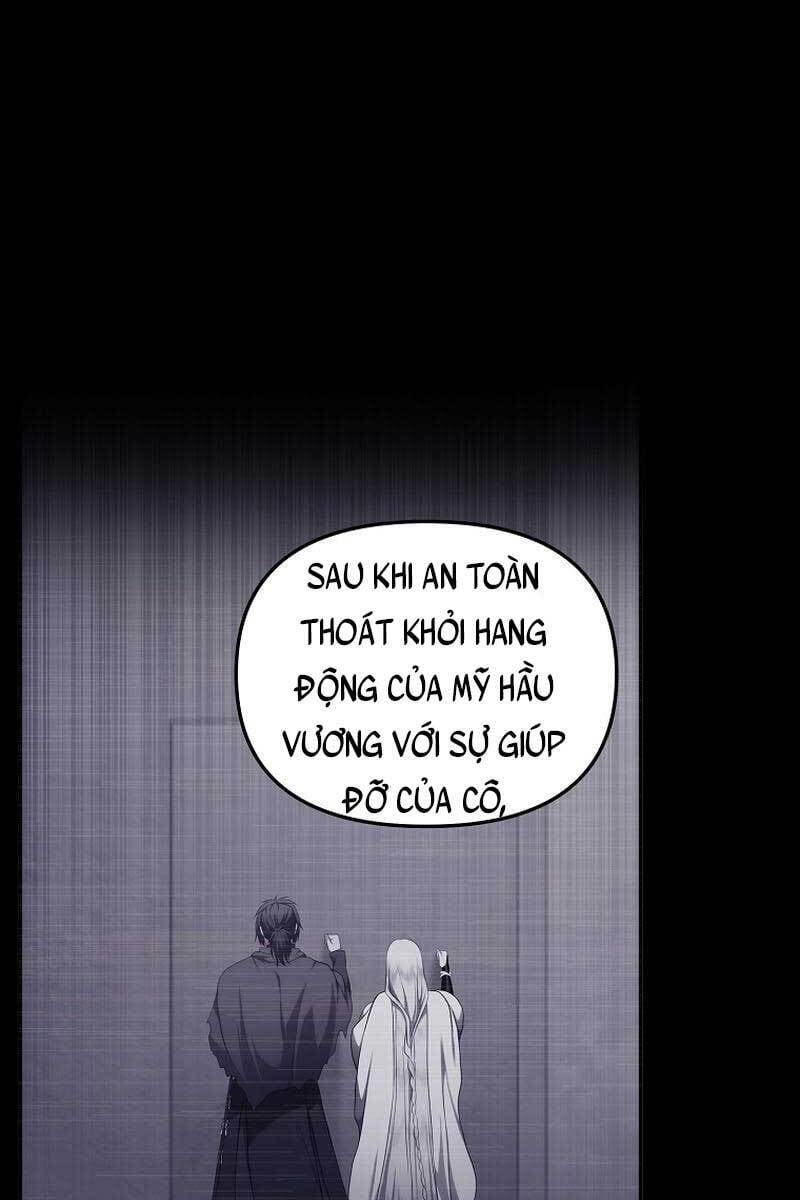 SAU KHI AN TOÀN
THOÁT KHỎI HANG
ĐỘNG CỦA MỸ HẦU
VƯƠNG VỚI SỰ GIÚP
ĐỠ CỦA CÔ,